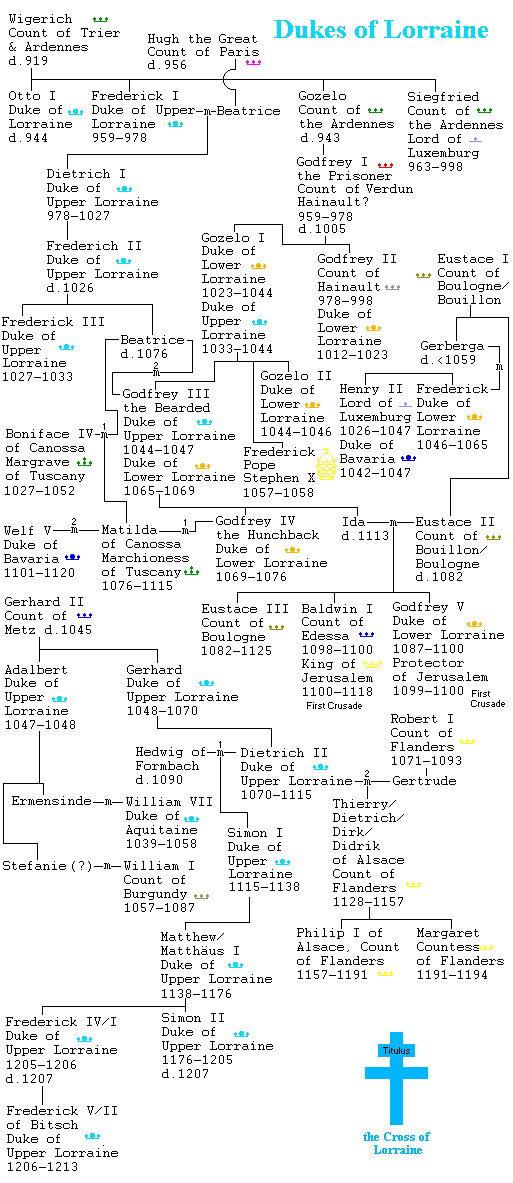 Dukes of Lorraine
Wigerich
Count of Trier
& Ardennes
d.919
Hugh the Great
Count of Paris
d.956
Otto I
Duke of
Lorraine
d.944
Frederick I
Duke of Upper—m—Beatrice
Lorraine
959—978
Gozelo
Count of
the Ardennes
d.943
Siegfried
Count of
the Ardennes
Lord of
Luxemburg
963—998
Godfrey I
the Prisoner
Count of Verdun
Hainault?
959—978
d.1005
Dietrich I
Duke of
Upper Lorraine
978—1027
Frederich II
Duke of
Upper Lorraine
d.1026
Gozelo I
Duke of
Lower
Lorraine
1023—1044
Duke of
Upper
Lorraine
1033—1044
Godfrey II
Count of
Hainault
978—998
Duke of
Lower
Lorraine
1012—1023
Eustace I
Count of
Boulogne/
Bouillon
Frederick III
Duke of
Upper
Lorraine
1027—1033
Beatrice
d.1076
2
m
Gerberga
d.<1059
m
Godfrey III
the Bearded
Duke of
Upper Lorraine
1044—1047
Duke of
Lower Lorraine
1065—1069
Gozelo II
Duke of
Lower
Lorraine
1044—1046
Henry II
Lord of
Luxemburg
1026—1047
Duke of
Bavaria
1042—1047
Frederick
Duke of
Lower
Lorraine
1046—1065
Boniface IV
of Canossa
Margrave
of Tuscany
1027—1052
1
m
Frederick
Pope
Stephen X
1057—1058
Welf V
Duke of
Bavaria
1101—1120
2
m
Matilda
of Canossa
Marchioness
of Tuscany
1076—1115
1
m
Godfrey IV
the Hunchback
Duke of
Lower Lorraine
1069—1076
Ida
d.1113
m
Eustace II
Count of
Bouillon/
Boulogne
d.1082
Gerhard II
Count of
Metz d.1045
Eustace III
Count of
Boulogne
1082—1125
Baldwin I
Count of
Edessa
1098—1100
King of
Jerusalem
1100—1118
First Crusade
Godfrey V
Duke of
Lower Lorraine
1087—1100
Protector
of Jerusalem
1099—1100
First
Crusade
Adalbert
Duke of
Upper
Lorraine
1047—1048
Gerhard
Duke of
Upper Lorraine
1048—1070
Robert I
Count of
Flanders
1071—1093
Hedwig of
Formbach
d.1090
1
m
Dietrich II
Duke of
Upper Lorraine
1070—1115
2
m
Gertrude
Ermensinde—m—William VII
Duke of
Aquitaine
1039—1058
Thierry/
Dietrich/
Dirk/
Didrik
of Alsace
Count of
Flanders
1128—1157
Simon I
Duke of
Upper
Lorraine
1115—1138
Stefanie(?)—m—William I
Count of
Burgundy
1057—1087
Matthew/
Matthäus I
Duke of
Upper Lorraine
1138—1176
Philip I of
Alsace, Count
of Flanders
1157—1191
Margaret
Countess
of Flanders
1191—1194
Frederick IV/I
Duke of
Upper Lorraine
1205—1206
d.1207
Simon II
Duke of
Upper Lorraine
1176—1205
d.1207
Frederick V/II
of Bitsch
Duke of
Upper Lorraine
1206—1213
Titulus
the Cross of
Lorraine